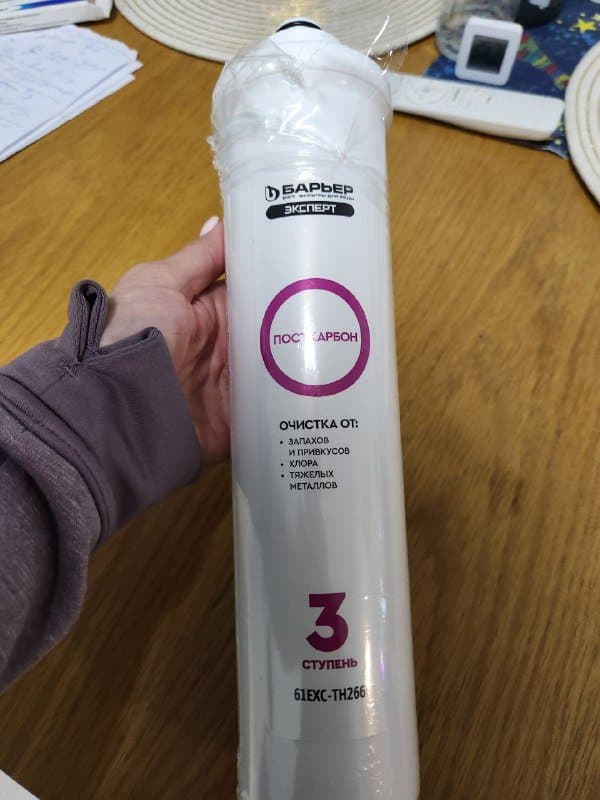 БАРЬЕР
ЭКСПЕРТ
ПОСТКАРБОН
ОЧИСТКА ОТ:
• ЗАПАХОВ
И ПРИВКУСОВ
• ХЛОРА
• ТЯЖЕЛЫХ
МЕТАЛЛОВ
3
СТУПЕНЬ
61EXC-TH266